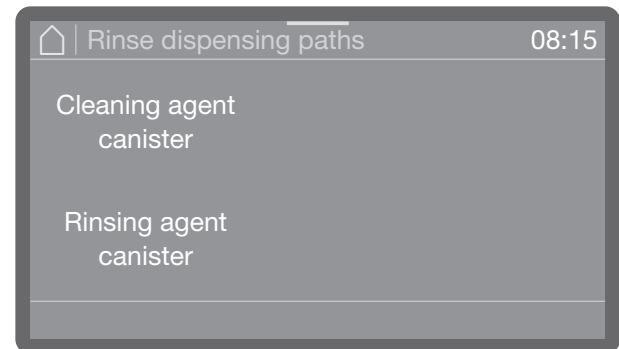 Rinse dispensing paths 08:15
Cleaning agent
canister
Rinsing agent
canister